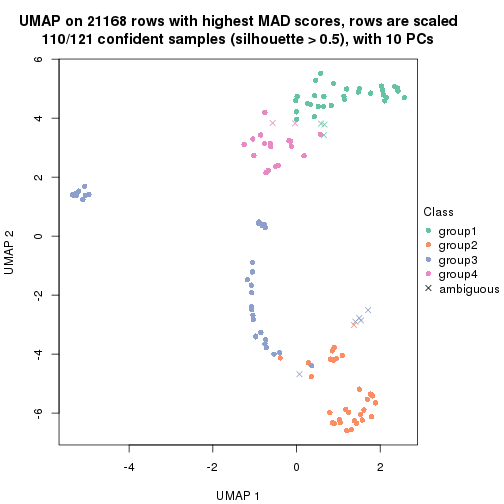 UMAP on 21168 rows with highest MAD scores, rows are scaled
110/121 confident samples (silhouette > 0.5), with 10 PCs
6
4
2
0
-2
-4
-6
UMAP 2
-4
-2
0
2
UMAP 1
Class
group1
group2
group3
group4
ambiguous